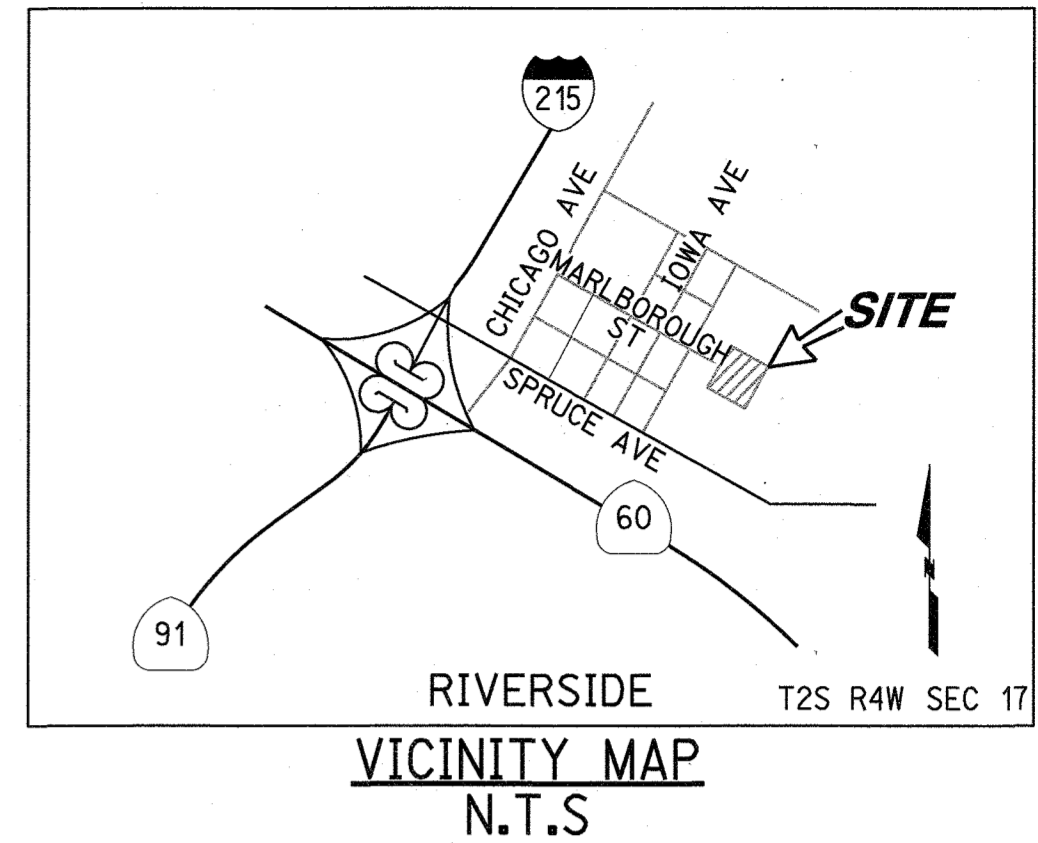 215
CHICAGO AVE
IOWA AVE
MARLBOROUGH
ST
SITE
SPRUCE AVE
60
N
91
RIVERSIDE
T2S R4W SEC 17
VICINITY MAP
N.T.S